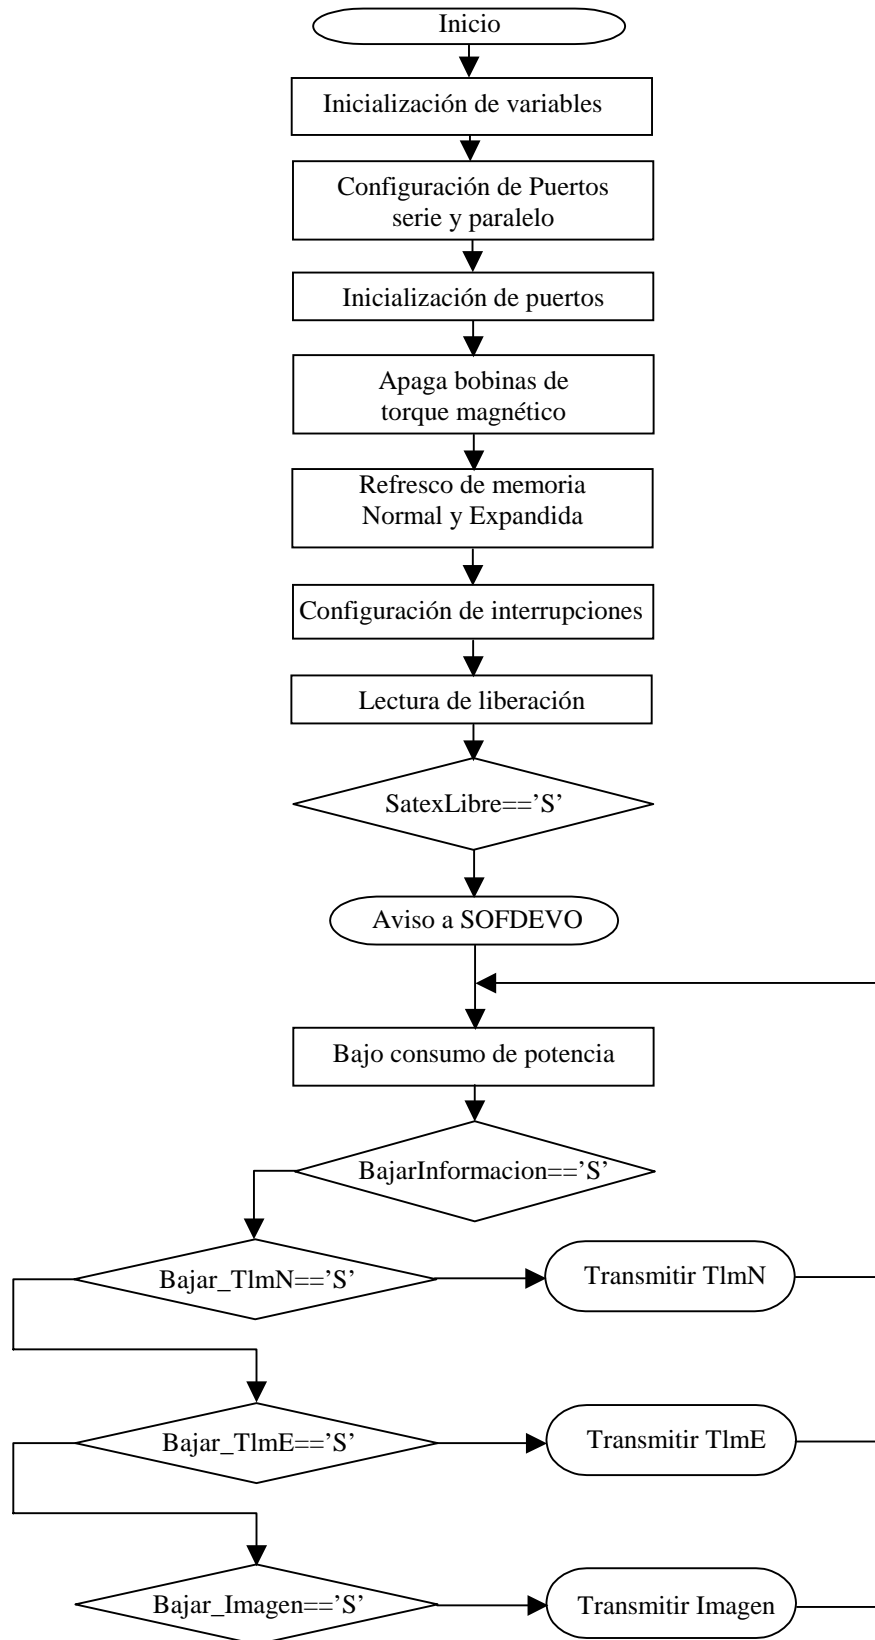 Inicio
Inicialización de variables
Configuración de Puertos
serie y paralelo
Inicialización de puertos
Apaga bobinas de
torque magnético
Refresco de memoria
Normal y Expandida
Configuración de interrupciones
Lectura de liberación
SatexLibre==’S’
Aviso a SOFDEVO
Bajo consumo de potencia
BajarInformacion==’S’
Bajar_TlmN==’S’
Transmitir TlmN
Bajar_TlmE==’S’
Transmitir TlmE
Bajar_Imagen==’S’
Transmitir Imagen